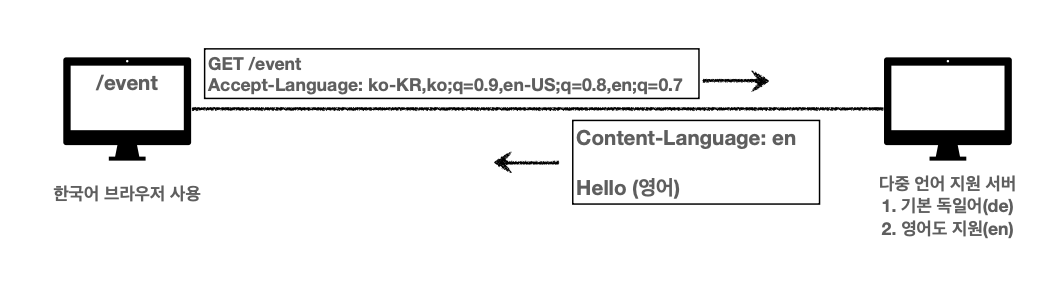 /event
GET /event
Accept-Language: ko-KR,ko;q=0.9,en-US;q=0.8,en;q=0.7
Content-Language: en
Hello (영어)
한국어 브라우저 사용
다중 언어 지원 서버
1. 기본 독일어(de)
2. 영어도 지원(en)